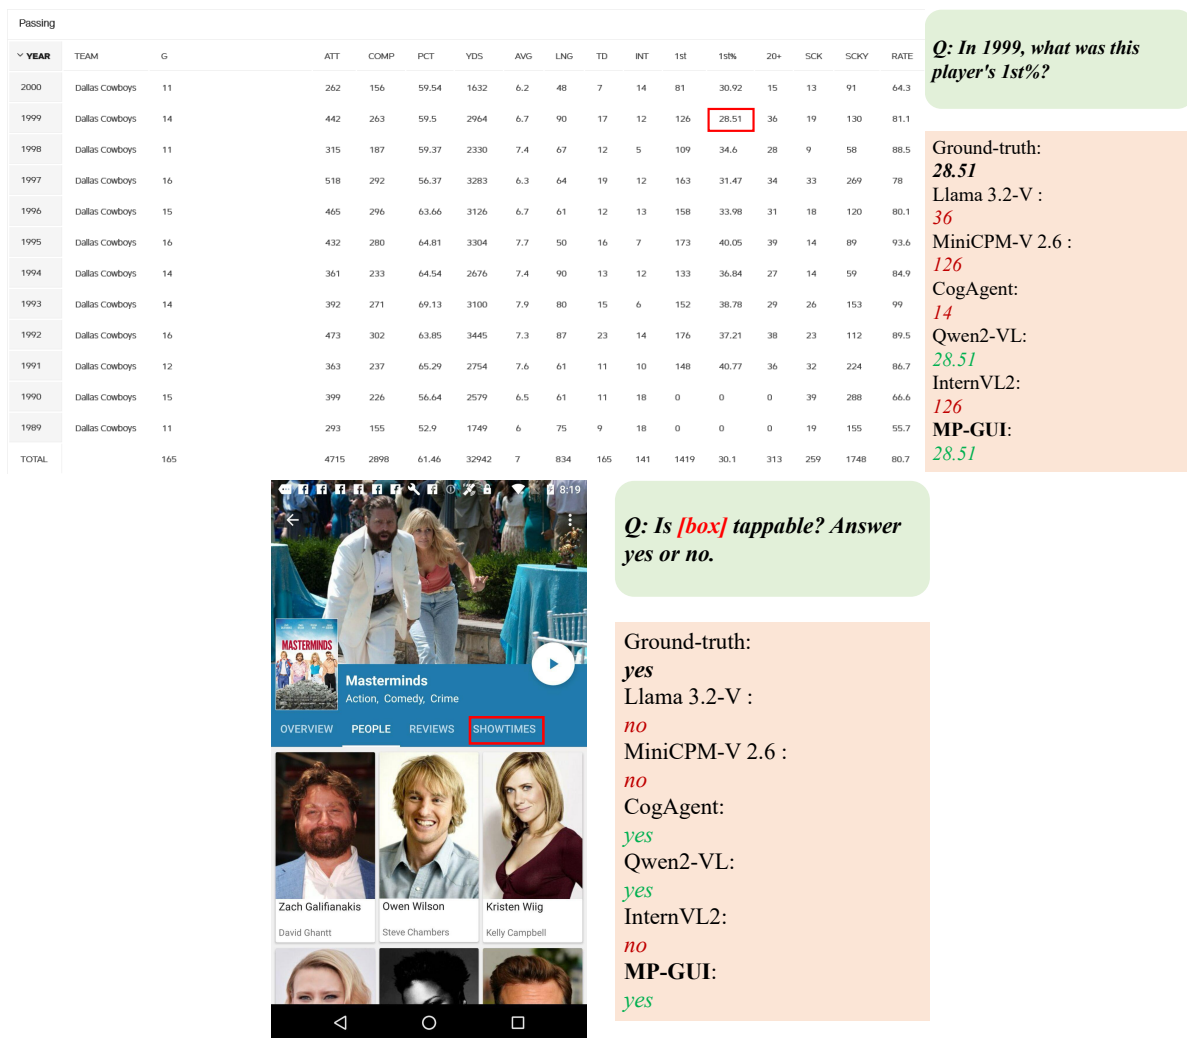 Passing
YEAR TEAM G ATT COMP PCT YDS AVG LNG TD INT 1st 1st% 20+ SCK SCKY RATE
2000 Dallas Cowboys 11 262 156 59.54 1632 6.2 48 7 14 81 30.92 15 13 91 64.3
1999 Dallas Cowboys 14 442 263 59.5 2964 6.7 90 17 12 126 28.51 36 19 130 81.1
1998 Dallas Cowboys 11 315 187 59.37 2330 7.4 67 12 5 109 34.6 28 9 58 88.5
1997 Dallas Cowboys 16 518 292 56.37 3283 6.3 64 19 12 163 31.47 34 33 269 78
1996 Dallas Cowboys 15 465 296 63.66 3126 6.7 61 12 13 158 33.98 31 18 120 80.1
1995 Dallas Cowboys 16 432 280 64.81 3304 7.7 50 16 7 173 40.05 39 14 89 93.6
1994 Dallas Cowboys 14 361 233 64.54 2676 7.4 90 13 12 133 36.84 27 14 59 84.9
1993 Dallas Cowboys 14 392 271 69.13 3100 7.9 80 15 6 152 38.78 29 26 153 99
1992 Dallas Cowboys 16 473 302 63.85 3445 7.3 87 23 14 176 37.21 38 23 112 89.5
1991 Dallas Cowboys 12 363 237 65.29 2754 7.6 61 11 10 148 40.77 36 32 224 86.7
1990 Dallas Cowboys 15 399 226 56.64 2579 6.5 61 11 18 0 0 0 39 288 66.6
1989 Dallas Cowboys 11 293 155 52.9 1749 6 75 9 18 0 0 0 19 155 55.7
TOTAL 165 4715 2898 61.46 32942 7 834 165 141 1419 30.1 313 259 1748 80.7
Q: In 1999, what was this
player's 1st%?
Ground-truth:
28.51
Llama 3.2-V :
36
MiniCPM-V 2.6 :
126
CogAgent:
14
Qwen2-VL:
28.51
InternVL2:
126
MP-GUI:
28.51
8:19
MASTERMINDS
Masterminds
Action, Comedy, Crime
OVERVIEW PEOPLE REVIEWS SHOWTIMES
Zach Galifianakis Owen Wilson Kristen Wiig
David Ghantt Steve Chambers Kelly Campbell
Q: Is [box] tappable? Answer
yes or no.
Ground-truth:
yes
Llama 3.2-V :
no
MiniCPM-V 2.6 :
no
CogAgent:
yes
Qwen2-VL:
yes
InternVL2:
no
MP-GUI:
yes